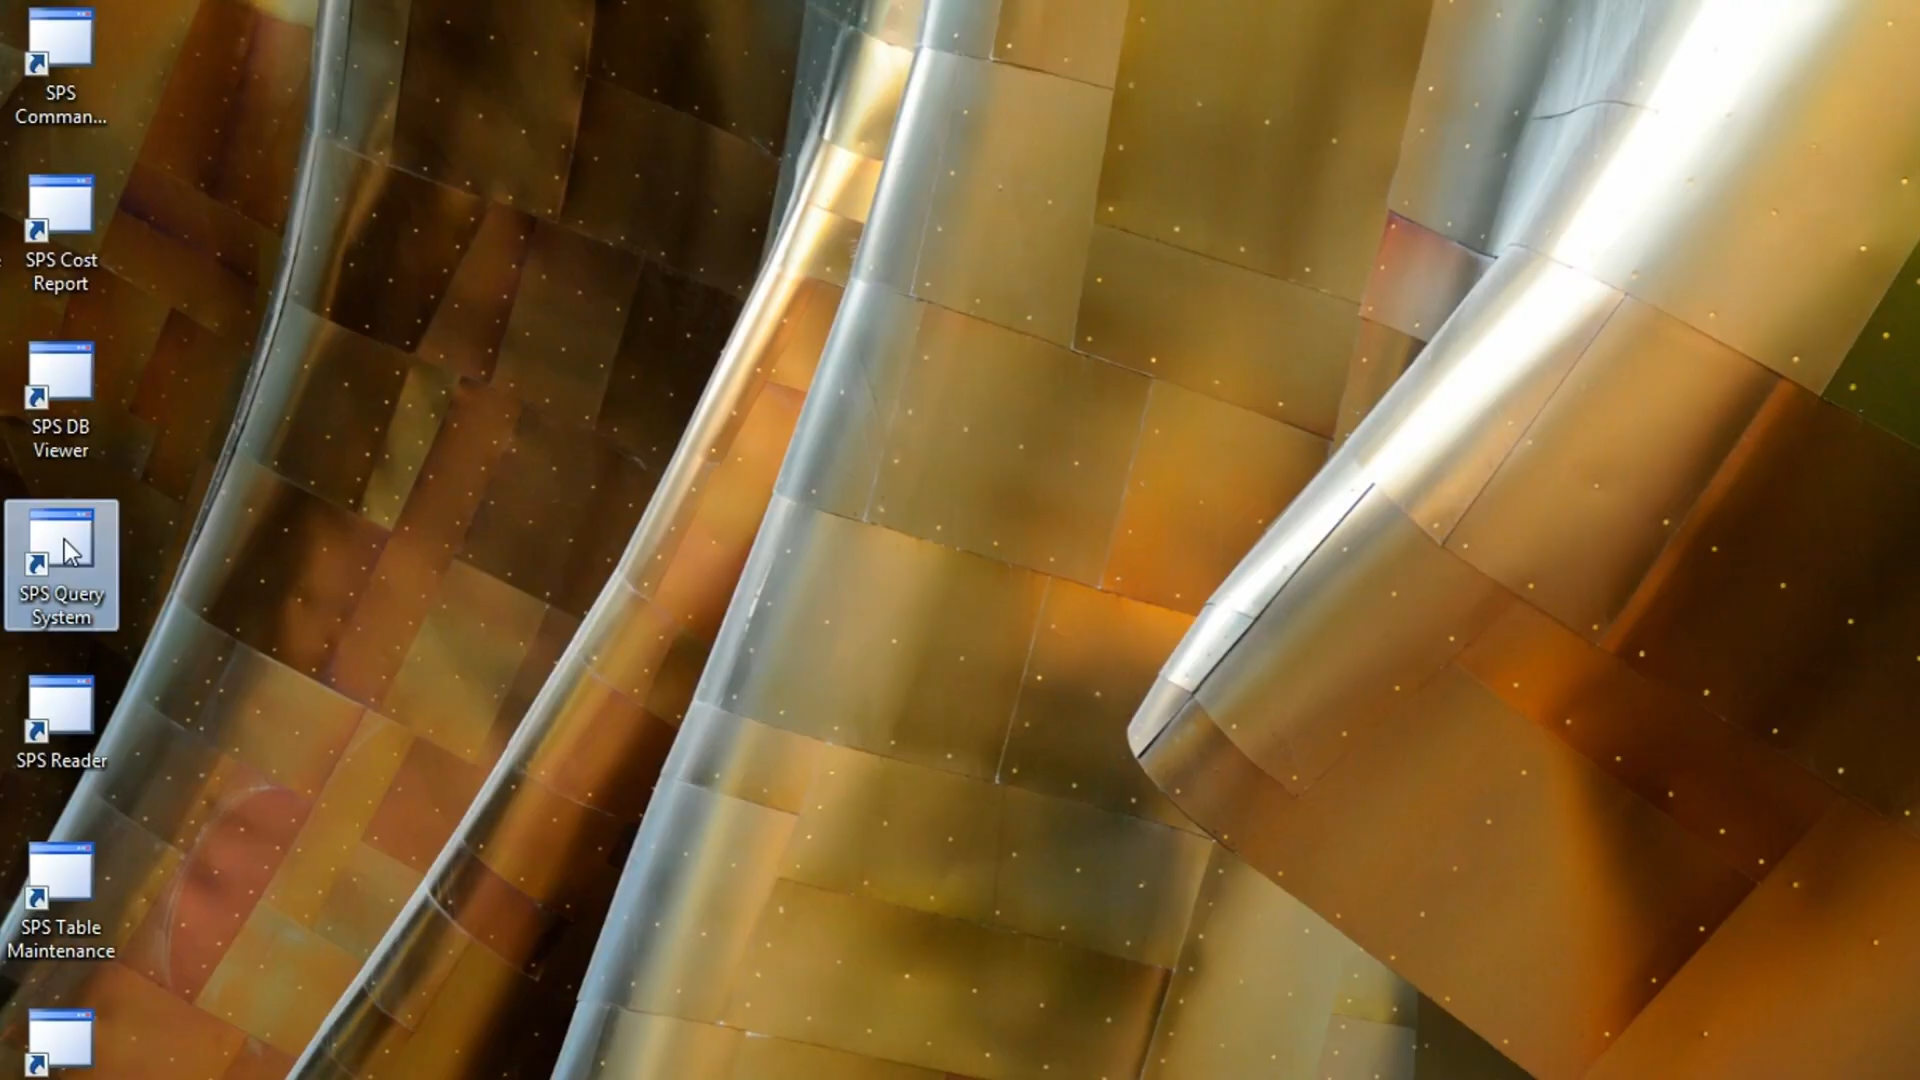 SPS
Comman...
SPS Cost
Report
SPS DB
Viewer
SPS Query
System
SPS Reader
SPS Table
Maintenance